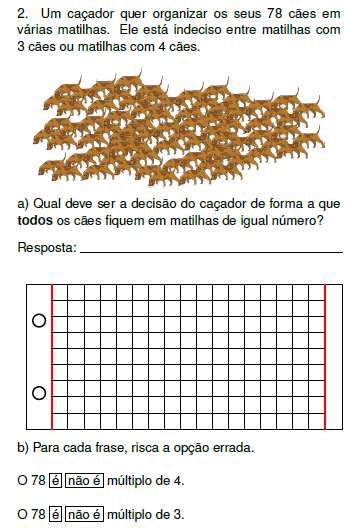 2. Um caçador quer organizar os seus 78 cães em
várias matilhas. Ele está indeciso entre matilhas com
3 cães ou matilhas com 4 cães.
a) Qual deve ser a decisão do caçador de forma a que
todos os cães fiquem em matilhas de igual número?
Resposta:
b) Para cada frase, risca a opção errada.
O 78 é não é múltiplo de 4.
O 78 é não é múltiplo de 3.